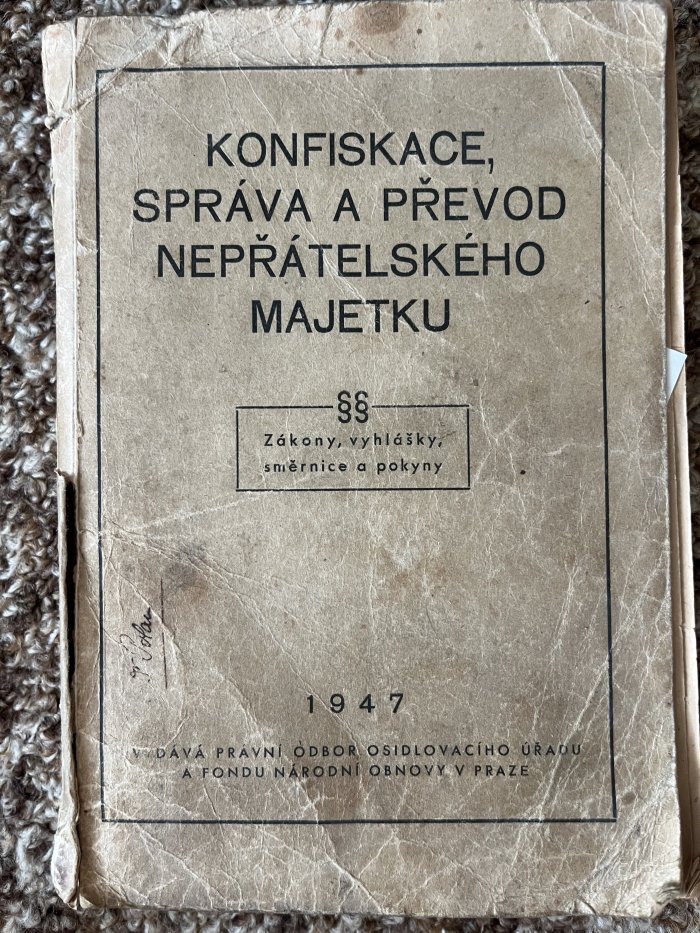 KONFISKACE,
SPRÁVA A PŘEVOD
NEPŘÁTELSKÉHO
MAJETKU
§§
Zákony, vyhlášky,
směrnice a pokyny
1947
VYDÁVÁ PRÁVNÍ ODBOR OSIDLOVACÍHO ÚŘADU
A FONDU NÁRODNÍ OBNOVY V PRAZE